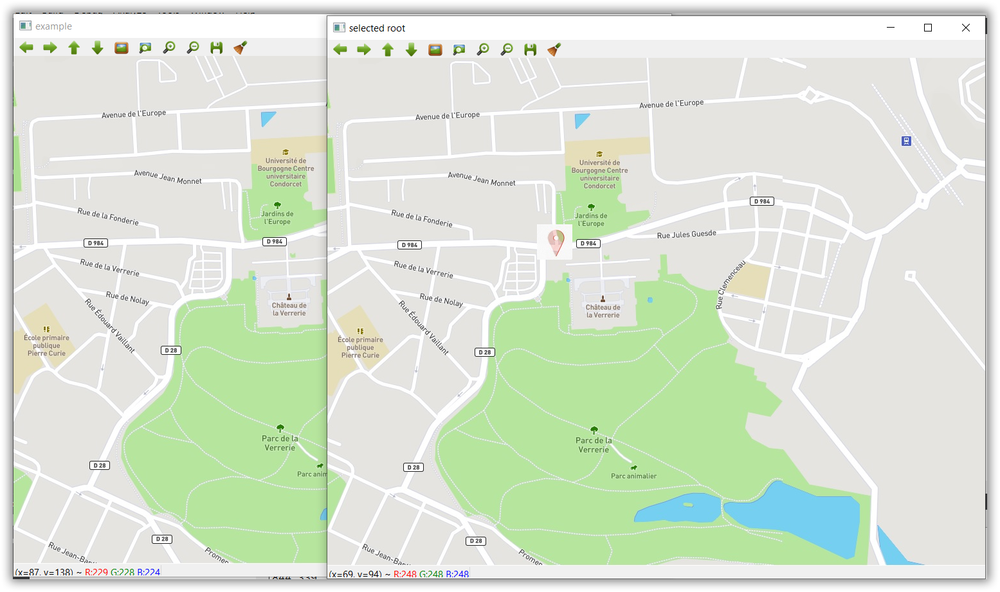 example
Avenue de l'Europe
Université de
Bourgogne Centre
universitaire
Condorcet
Avenue Jean Monnet
Jardins de
l'Europe
Rue de la Fonderie
D 984
D 984
Rue de la Verrerie
Rue de Nolay
Château de
la Verrerie
Rue Édouard Vaillant
École primaire
publique
Pierre Curie
D 28
Parc de la
Verrerie
D 28
Parc anim
D 28
Rue Jean-Ba
Promen
(x=87, y=138) ~ R:229 G:228 B:224
selected root
Avenue de l'Europe
Avenue de l'Europe
Université de
Bourgogne Centre
universitaire
Condorcet
Avenue Jean Monnet
D 984
Jardins de
l'Europe
Rue de la Fonderie
Rue Jules Guesde
D 984
D 984
Rue de la Verrerie
Rue Clemenceau
Rue de Nolay
Château de
la Verrerie
Rue Édouard Vaillant
École primaire
publique
Pierre Curie
D 28
Parc de la
Verrerie
D 28
Parc animalier
D 28
Rue Jean-Ba
Promen
(x=69, y=94) ~ R:248 G:248 B:248